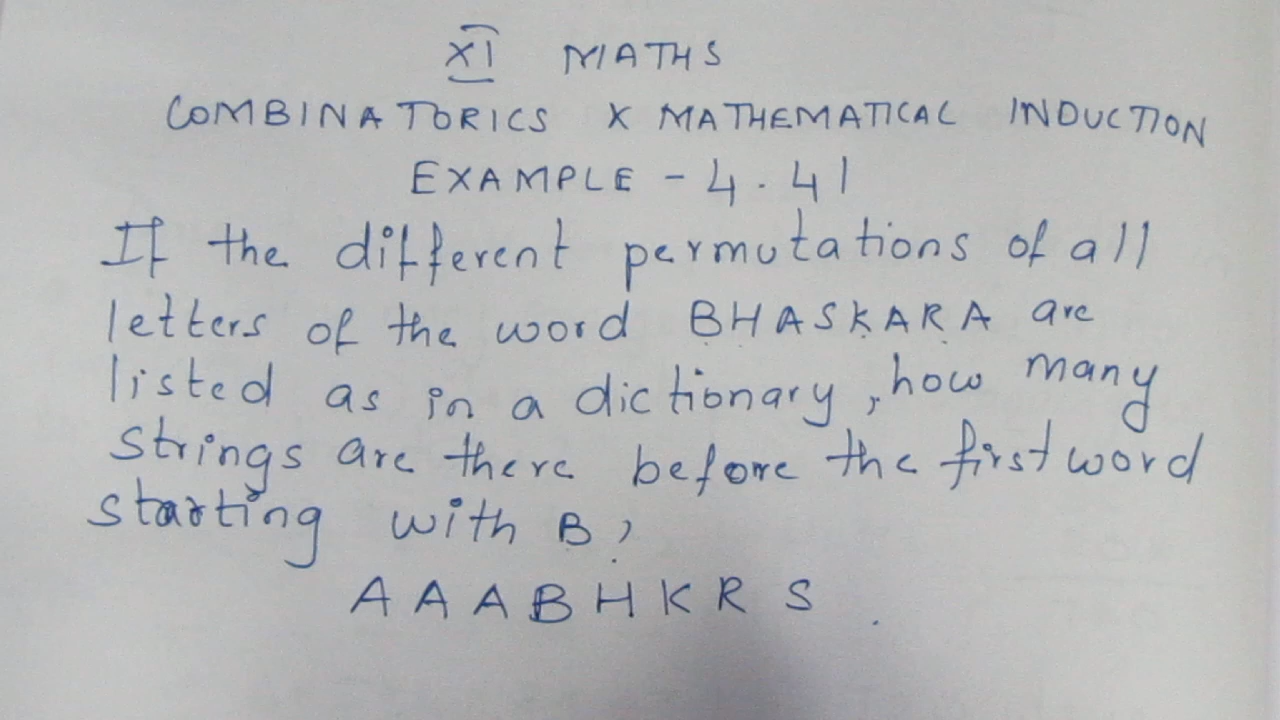 XI MATHS
COMBINATORICS X MATHEMATICAL INDUCTION
EXAMPLE - 4.41
If the different permutations of all
letters of the word BHASKARA are
listed as in a dictionary, how many
strings are there before the first word
starting with B?
A A A B H K R S.